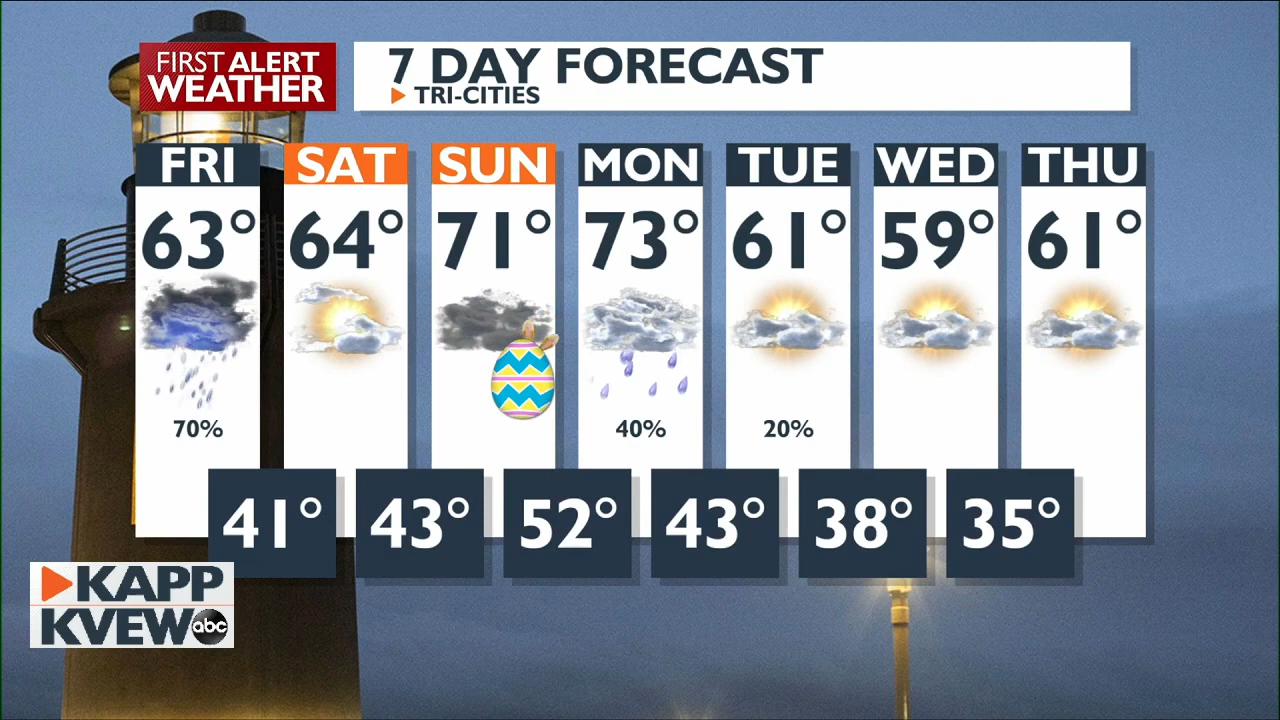 FIRST ALERT
WEATHER
7 DAY FORECAST
TRI-CITIES
FRI SAT SUN MON TUE WED THU
63° 64° 71° 73° 61° 59° 61°
70% 40% 20%
41° 43° 52° 43° 38° 35°
KAPP
KVEW abc